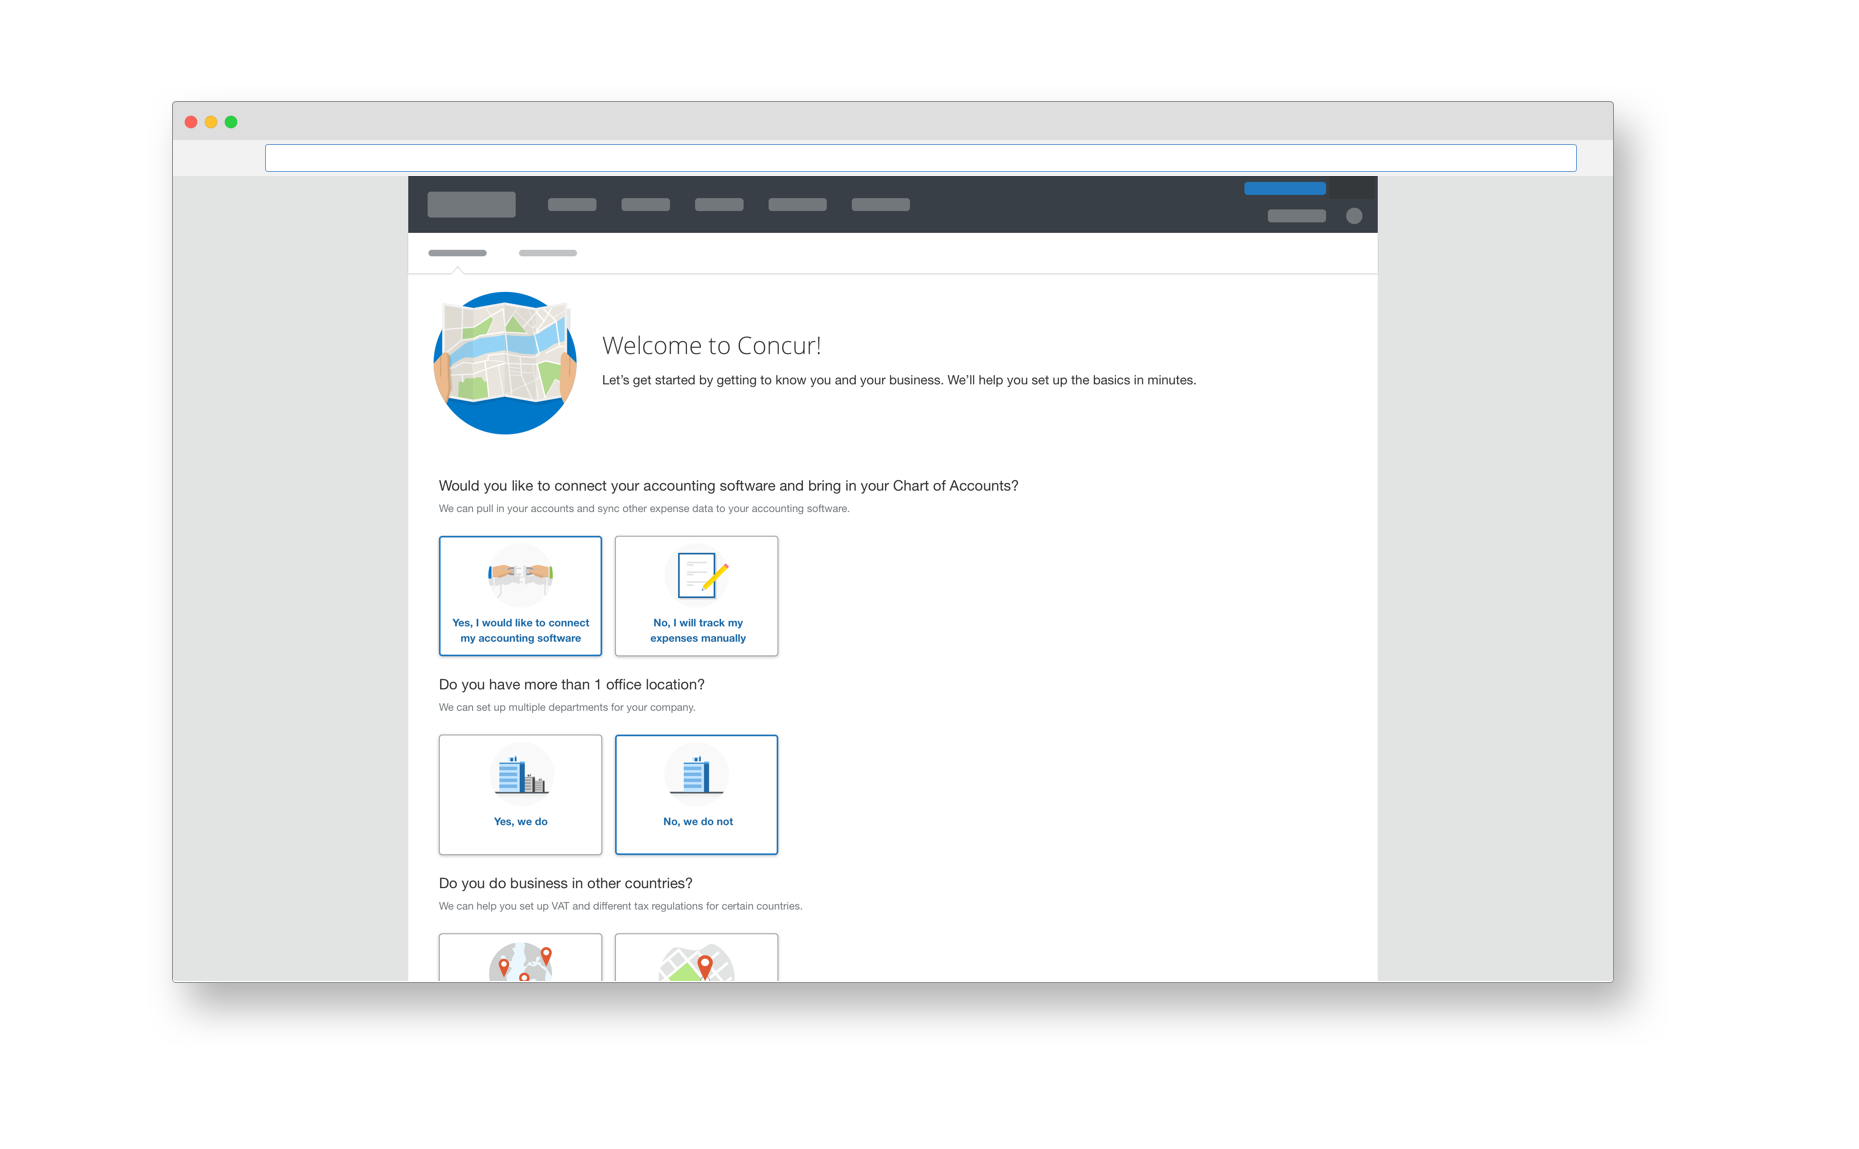 Welcome to Concur!
Let’s get started by getting to know you and your business. We’ll help you set up the basics in minutes.
Would you like to connect your accounting software and bring in your Chart of Accounts?
We can pull in your accounts and sync other expense data to your accounting software.
Yes, I would like to connect
my accounting software
No, I will track my
expenses manually
Do you have more than 1 office location?
We can set up multiple departments for your company.
Yes, we do
No, we do not
Do you do business in other countries?
We can help you set up VAT and different tax regulations for certain countries.